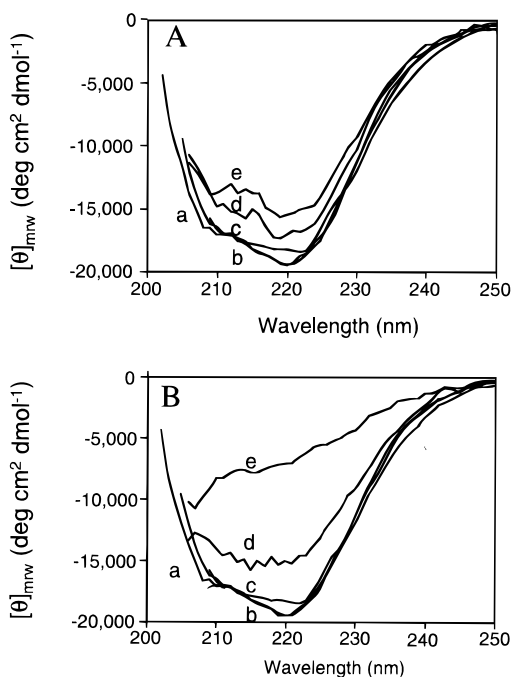 A
0
-5,000
-10,000
-15,000
-20,000
[θ]mrw (deg cm² dmol⁻¹)
e
d
a
c
b
200 210 220 230 240 250
Wavelength (nm)
B
0
-5,000
-10,000
-15,000
-20,000
[θ]mrw (deg cm² dmol⁻¹)
e
d
a
c
b
200 210 220 230 240 250
Wavelength (nm)